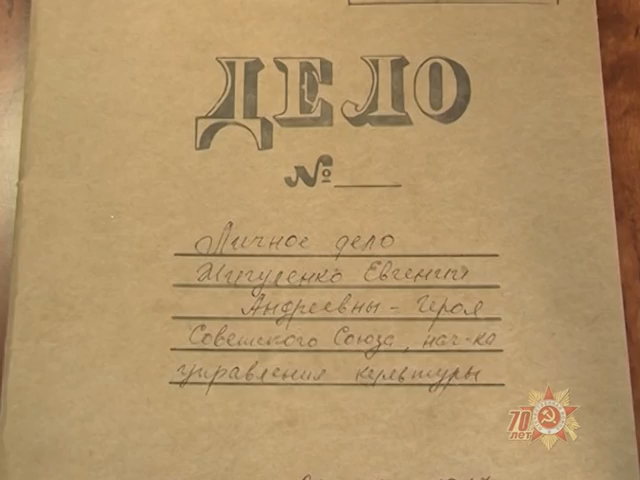 ДЕЛО
№
Личное дело
Жигуленко Евгении
Андреевны - Героя
Советского Союза, нач-ка
управления культуры
70
лет